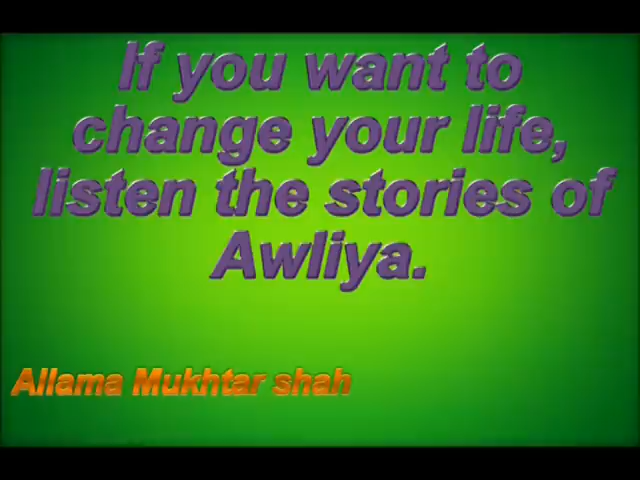 If you want to
change your life,
listen the stories of
Awliya.
Allama Mukhtar shah